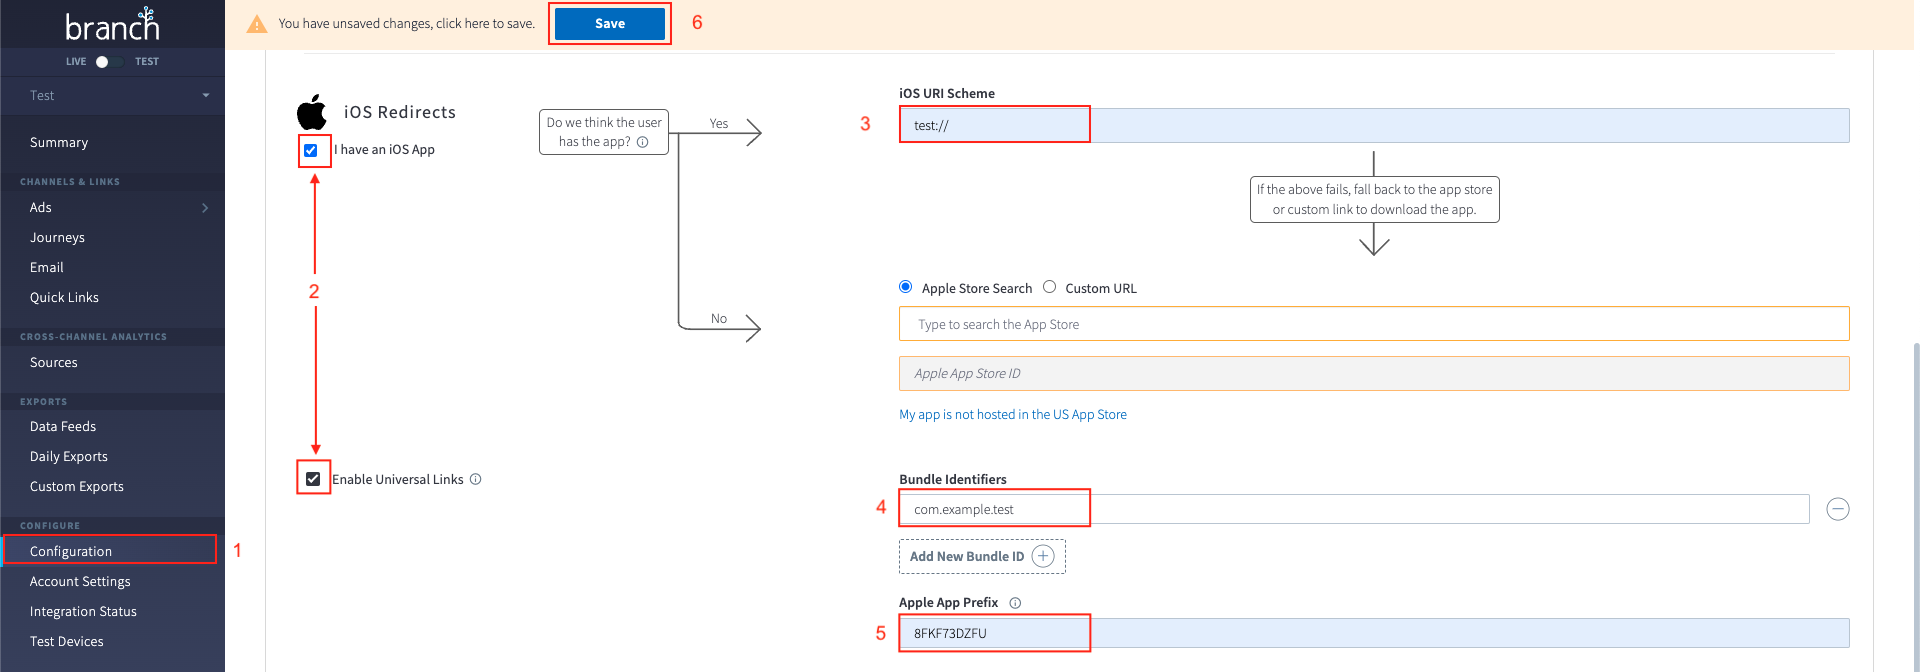 branch
LIVE TEST
Test
Summary
CHANNELS & LINKS
Ads
Journeys
Email
Quick Links
CROSS-CHANNEL ANALYTICS
Sources
EXPORTS
Data Feeds
Daily Exports
Custom Exports
CONFIGURE
Configuration
1
Account Settings
Integration Status
Test Devices
You have unsaved changes, click here to save.
Save
6
iOS Redirects
I have an iOS App
2
Enable Universal Links
Do we think the user
has the app?
Yes
No
iOS URI Scheme
3
test://
If the above fails, fall back to the app store
or custom link to download the app.
Apple Store Search Custom URL
Type to search the App Store
Apple App Store ID
My app is not hosted in the US App Store
Bundle Identifiers
4
com.example.test
Add New Bundle ID
Apple App Prefix
5
8FKF73DZFU